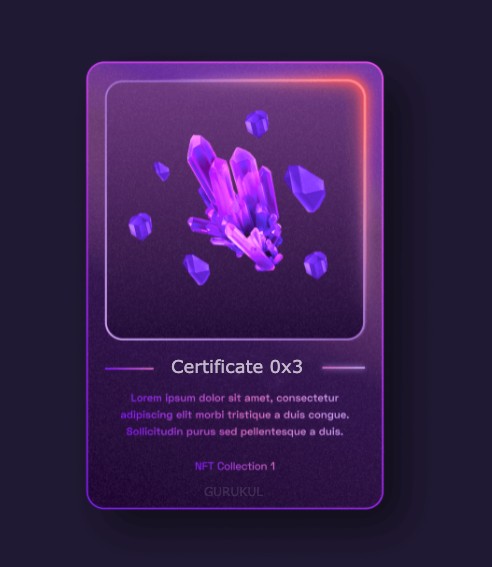 Certificate 0x3
Lorem ipsum dolor sit amet, consectetur
adipiscing elit morbi tristique a duis congue.
Sollicitudin purus sed pellentesque a duis.
NFT Collection 1
GURUKUL